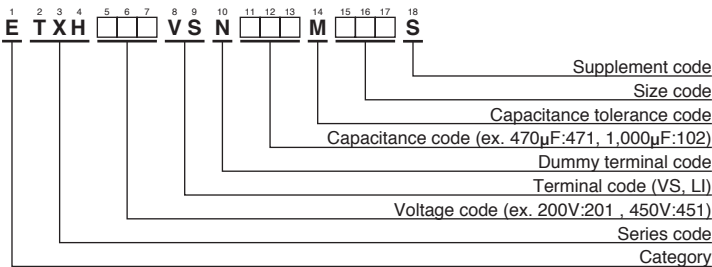 1 2 3 4 5 6 7 8 9 10 11 12 13 14 15 16 17 18
E TXH □□□ VS N □□□ M □□□ S
Supplement code
Size code
Capacitance tolerance code
Capacitance code (ex. 470μF:471, 1,000μF:102)
Dummy terminal code
Terminal code (VS, LI)
Voltage code (ex. 200V:201 , 450V:451)
Series code
Category